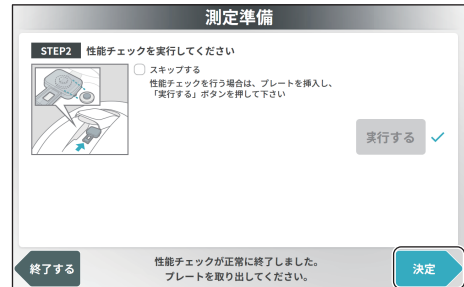 測定準備
STEP2 性能チェックを実行してください
スキップする
性能チェックを行う場合は、プレートを挿入し、
「実行する」ボタンを押して下さい
実行する
終了する
性能チェックが正常に終了しました。
プレートを取り出してください。
決定